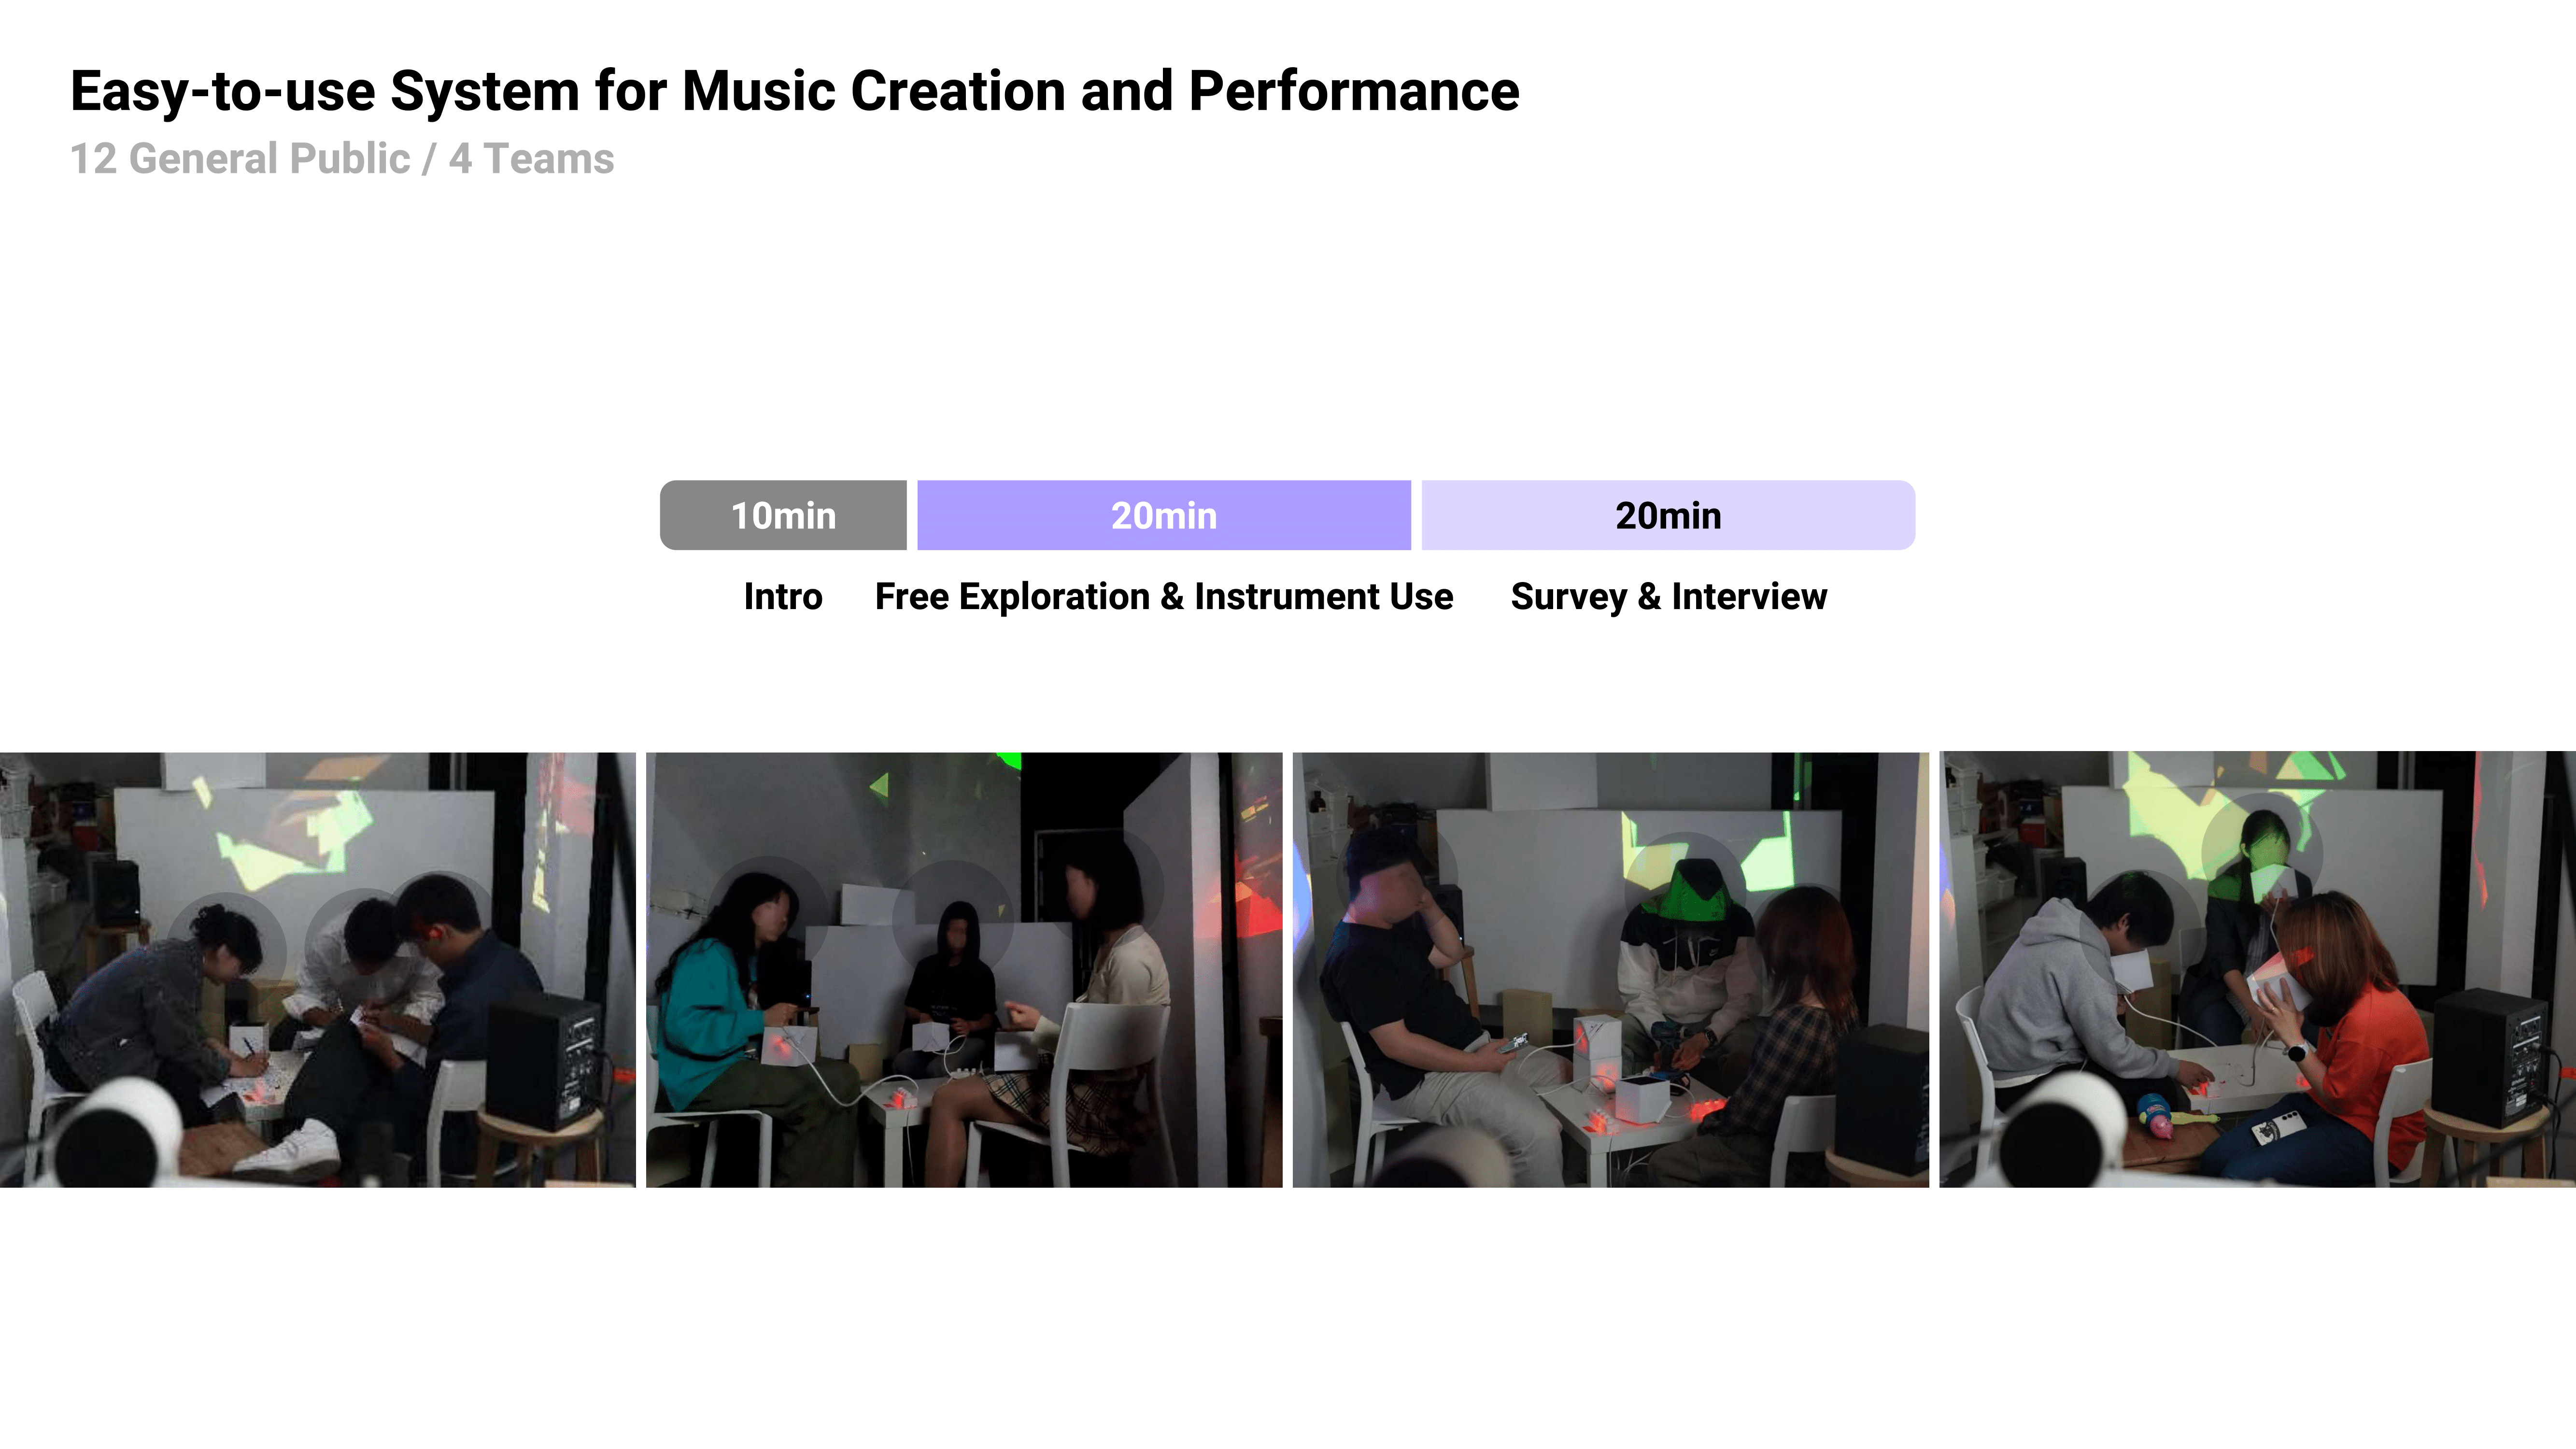 Easy-to-use System for Music Creation and Performance
12 General Public / 4 Teams
10min 20min 20min
Intro Free Exploration & Instrument Use Survey & Interview